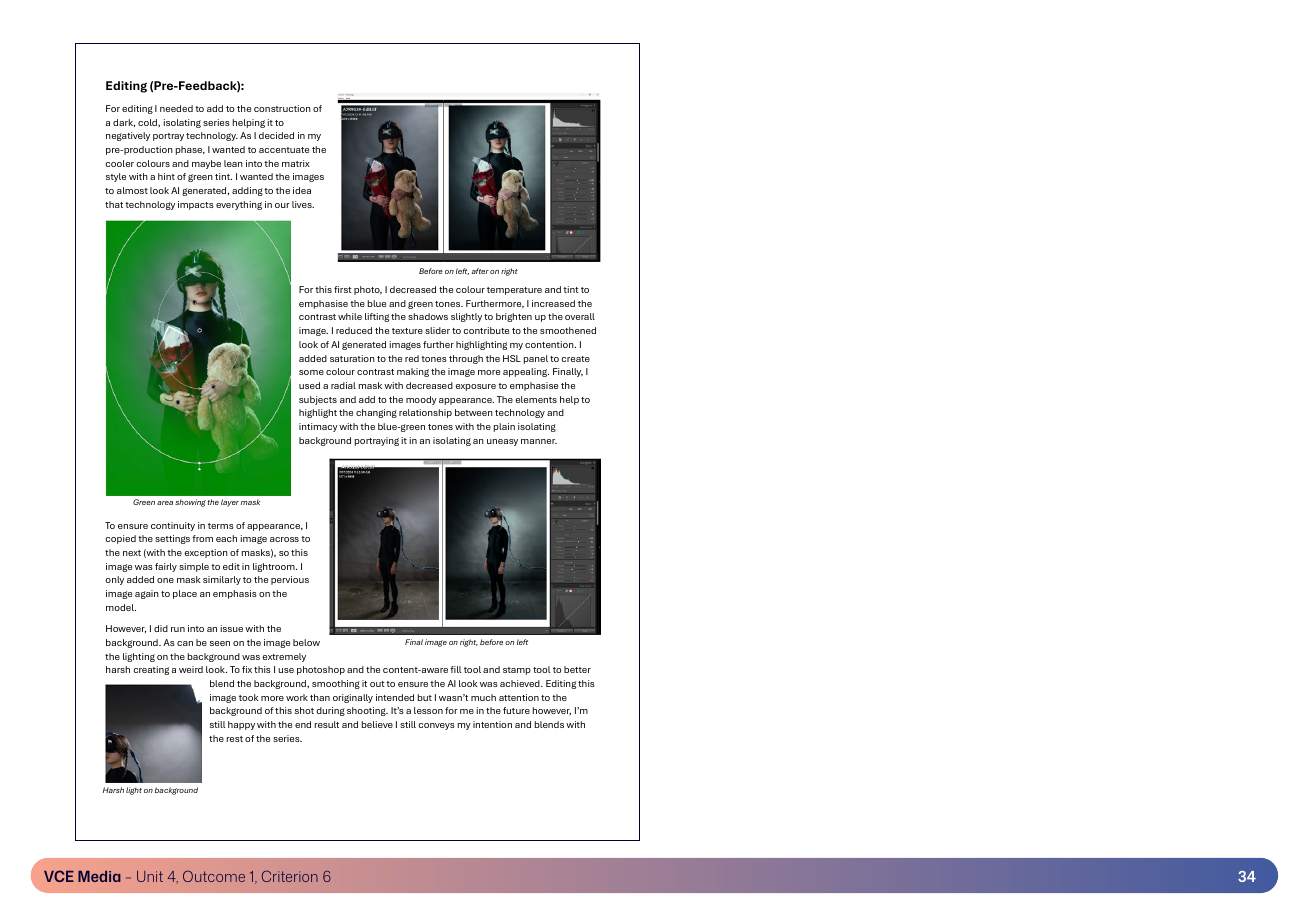 Editing (Pre-Feedback):
For editing I needed to add to the construction of
a dark, cold, isolating series helping it to
negatively portray technology. As I decided in my
pre-production phase, I wanted to accentuate the
cooler colours and maybe lean into the matrix
style with a hint of green tint. I wanted the images
to almost look AI generated, adding to the idea
that technology impacts everything in our lives.
Before on left, after on right
For this first photo, I decreased the colour temperature and tint to
emphasise the blue and green tones. Furthermore, I increased the
contrast while lifting the shadows slightly to brighten up the overall
image. I reduced the texture slider to contribute to the smoothened
look of AI generated images further highlighting my contention. I
added saturation to the red tones through the HSL panel to create
some colour contrast making the image more appealing. Finally, I
used a radial mask with decreased exposure to emphasise the
subjects and add to the moody appearance. The elements help to
highlight the changing relationship between technology and
intimacy with the blue-green tones with the plain isolating
background portraying it in an isolating an uneasy manner.
Green area showing the layer mask
To ensure continuity in terms of appearance, I
copied the settings from each image across to
the next (with the exception of masks), so this
image was fairly simple to edit in lightroom. I
only added one mask similarly to the pervious
image again to place an emphasis on the
model.
Final image on right, before on left
However, I did run into an issue with the
background. As can be seen on the image below
the lighting on the background was extremely
harsh creating a weird look. To fix this I use photoshop and the content-aware fill tool and stamp tool to better
blend the background, smoothing it out to ensure the AI look was achieved. Editing this
image took more work than originally intended but I wasn't much attention to the
background of this shot during shooting. It's a lesson for me in the future however, I'm
still happy with the end result and believe I still conveys my intention and blends with
the rest of the series.
Harsh light on background
VCE Media – Unit 4, Outcome 1, Criterion 6
34